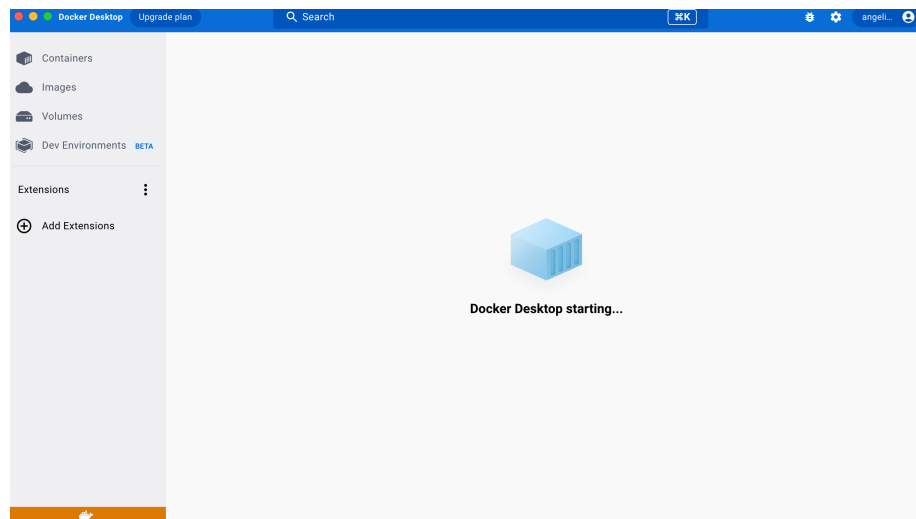 Docker Desktop Upgrade plan Search ⌘K angeli...
Containers
Images
Volumes
Dev Environments BETA
Extensions
Add Extensions
Docker Desktop starting...